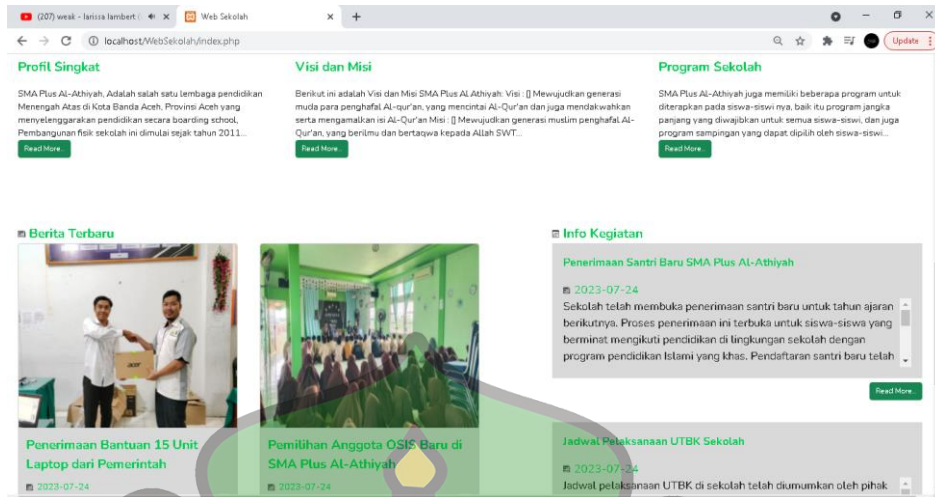 (207) weak - larissa lambert (
Web Sekolah
localhost/WebSekolah/index.php
Update
Profil Singkat
SMA Plus Al-Athiyah, Adalah salah satu lembaga pendidikan
Menengah Atas di Kota Banda Aceh, Provinsi Aceh yang
menyelenggarakan pendidikan secara boarding school,
Pembangunan fisik sekolah ini dimulai sejak tahun 2011...
Read More..
Visi dan Misi
Berikut ini adalah Visi dan Misi SMA Plus Al Athiyah: Visi : [] Mewujudkan generasi
muda para penghafal Al-qur'an, yang mencintai Al-Qur'an dan juga mendakwahkan
serta mengamalkan isi Al-Qur'an Misi : [] Mewujudkan generasi muslim penghafal Al-
Qur'an, yang berilmu dan bertaqwa kepada Allah SWT...
Read More..
Program Sekolah
SMA Plus Al-Athiyah juga memiliki beberapa program untuk
diterapkan pada siswa-siswi nya, baik itu program jangka
panjang yang diwajibkan untuk semua siswa-siswi, dan juga
program sampingan yang dapat dipilih oleh siswa-siswi...
Read More..
Berita Terbaru
acer
Penerimaan Bantuan 15 Unit
Laptop dari Pemerintah
2023-07-24
Pemilihan Anggota OSIS Baru di
SMA Plus Al-Athiyah
2023-07-24
Info Kegiatan
Penerimaan Santri Baru SMA Plus Al-Athiyah
2023-07-24
Sekolah telah membuka penerimaan santri baru untuk tahun ajaran
berikutnya. Proses penerimaan ini terbuka untuk siswa-siswa yang
berminat mengikuti pendidikan di lingkungan sekolah dengan
program pendidikan Islami yang khas. Pendaftaran santri baru telah
Read More..
Jadwal Pelaksanaan UTBK Sekolah
2023-07-24
Jadwal pelaksanaan UTBK di sekolah telah diumumkan oleh pihak